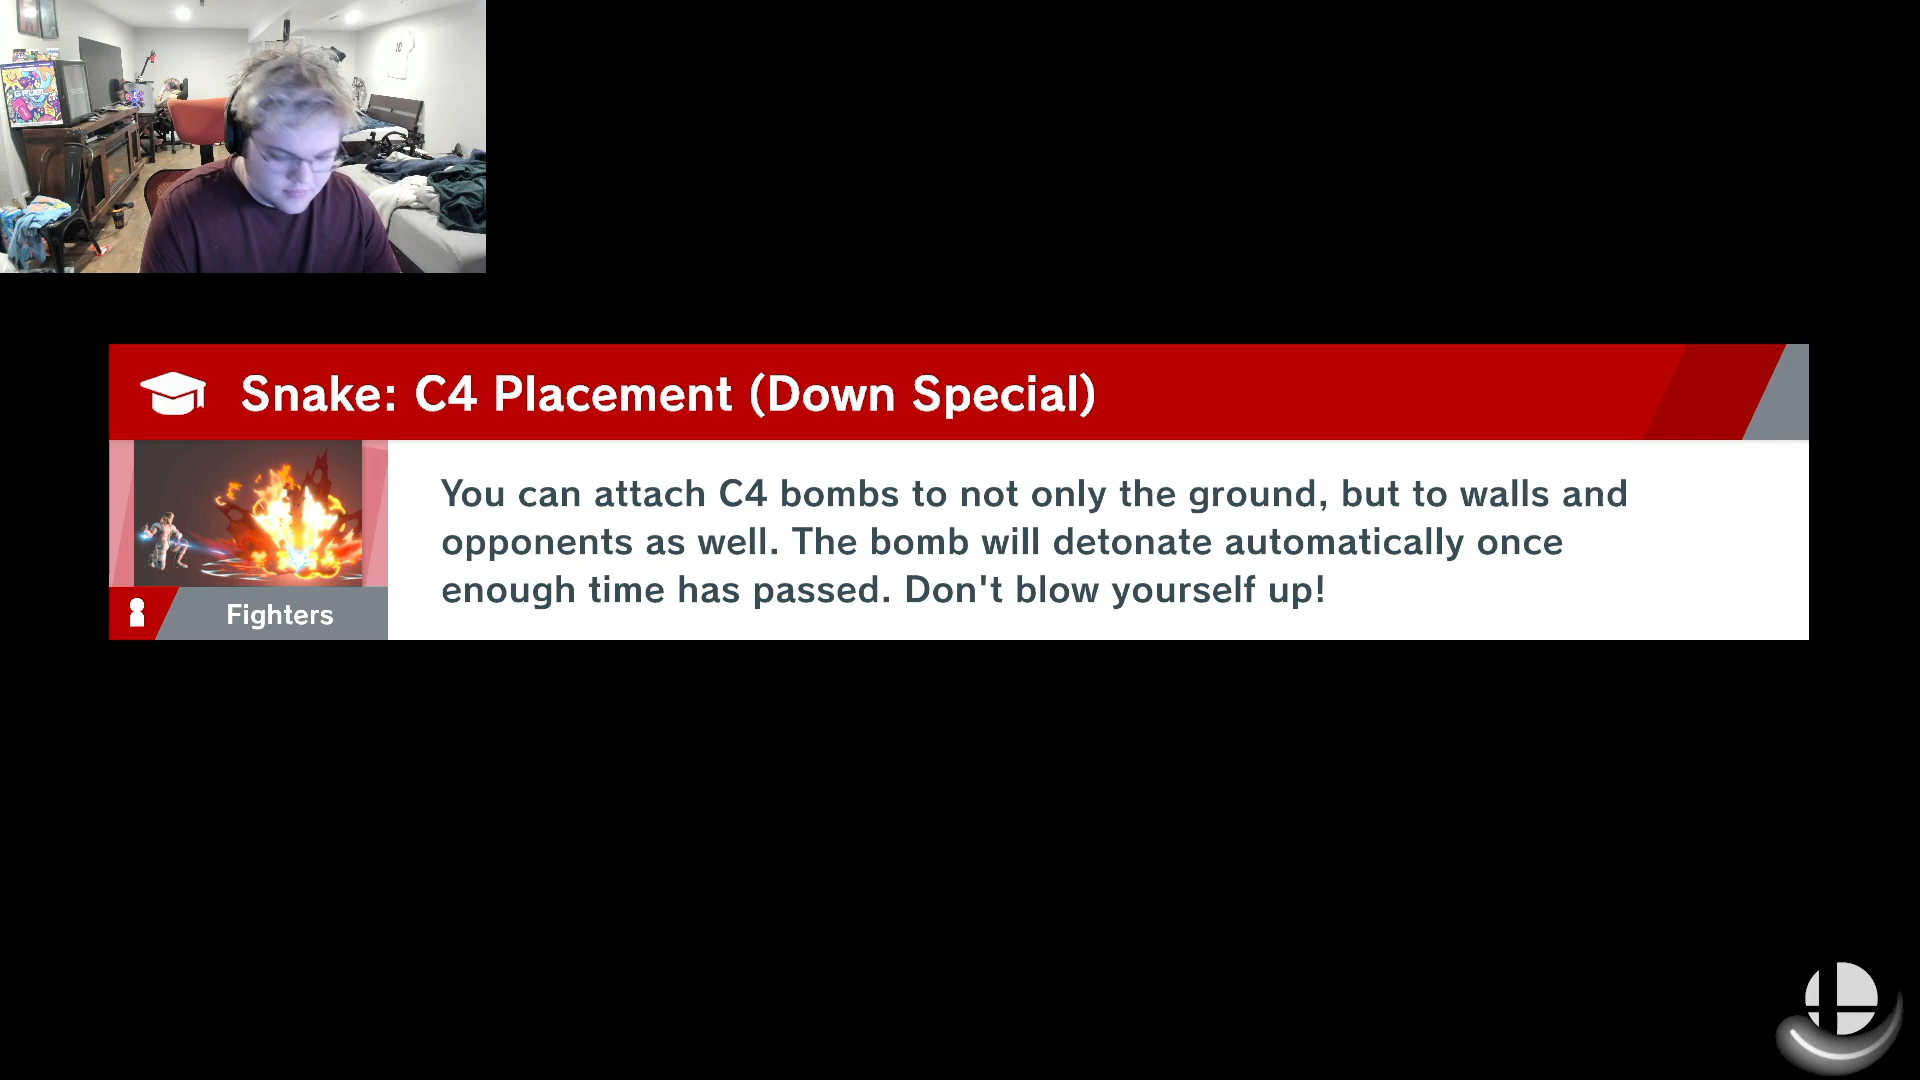 G FUEL
Snake: C4 Placement (Down Special)
You can attach C4 bombs to not only the ground, but to walls and
opponents as well. The bomb will detonate automatically once
enough time has passed. Don't blow yourself up!
Fighters